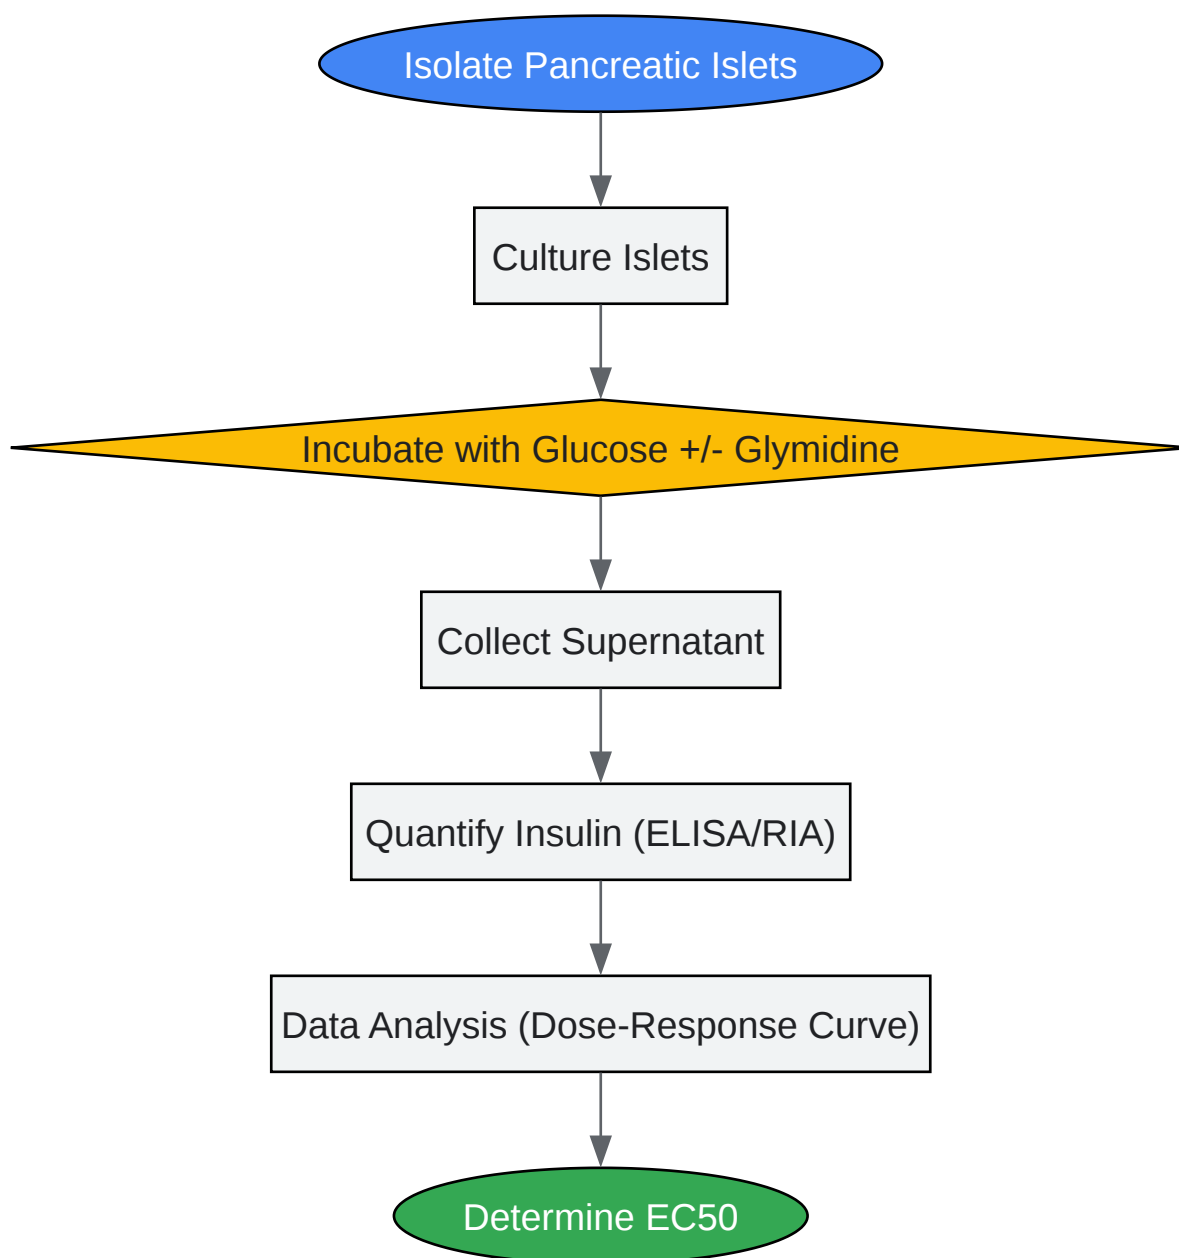 Isolate Pancreatic Islets
Culture Islets
Incubate with Glucose +/- Glymidine
Collect Supernatant
Quantify Insulin (ELISA/RIA)
Data Analysis (Dose-Response Curve)
Determine EC50